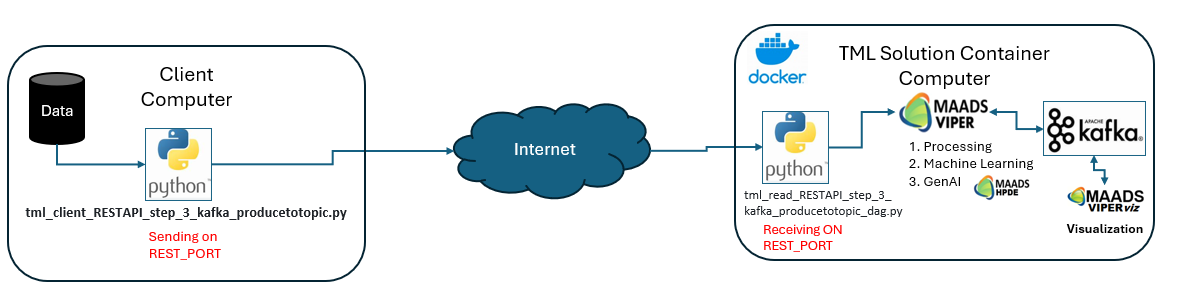 Client
Computer
Data
python
tml_client_RESTAPI_step_3_kafka_producetotopic.py
Sending on
REST_PORT
Internet
docker
TML Solution Container
Computer
python
tml_read_RESTAPI_step_3_
kafka_producetotopic_dag.py
Receiving ON
REST_PORT
MAADS
VIPER
1. Processing
2. Machine Learning
3. GenAI
MAADS
HPDE
APACHE
kafka®
MAADS
VIPERviz
Visualization